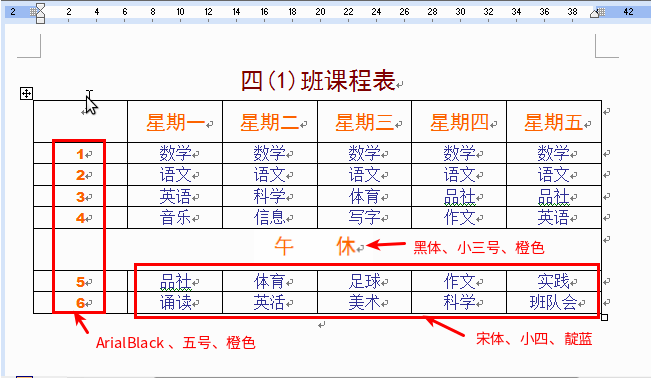 2 2 4 6 8 10 12 14 16 18 20 22 24 26 28 30 32 34 36 38 42
四(1)班课程表
星期一 星期二 星期三 星期四 星期五
1 数学 数学 数学 数学 数学
2 语文 语文 语文 语文 语文
3 英语 科学 体育 品社 品社
4 音乐 信息 写字 作文 英语
午 休
黑体、小三号、橙色
5 品社 体育 足球 作文 实践
6 诵读 英活 美术 科学 班队会
ArialBlack 、五号、橙色
宋体、小四、靛蓝